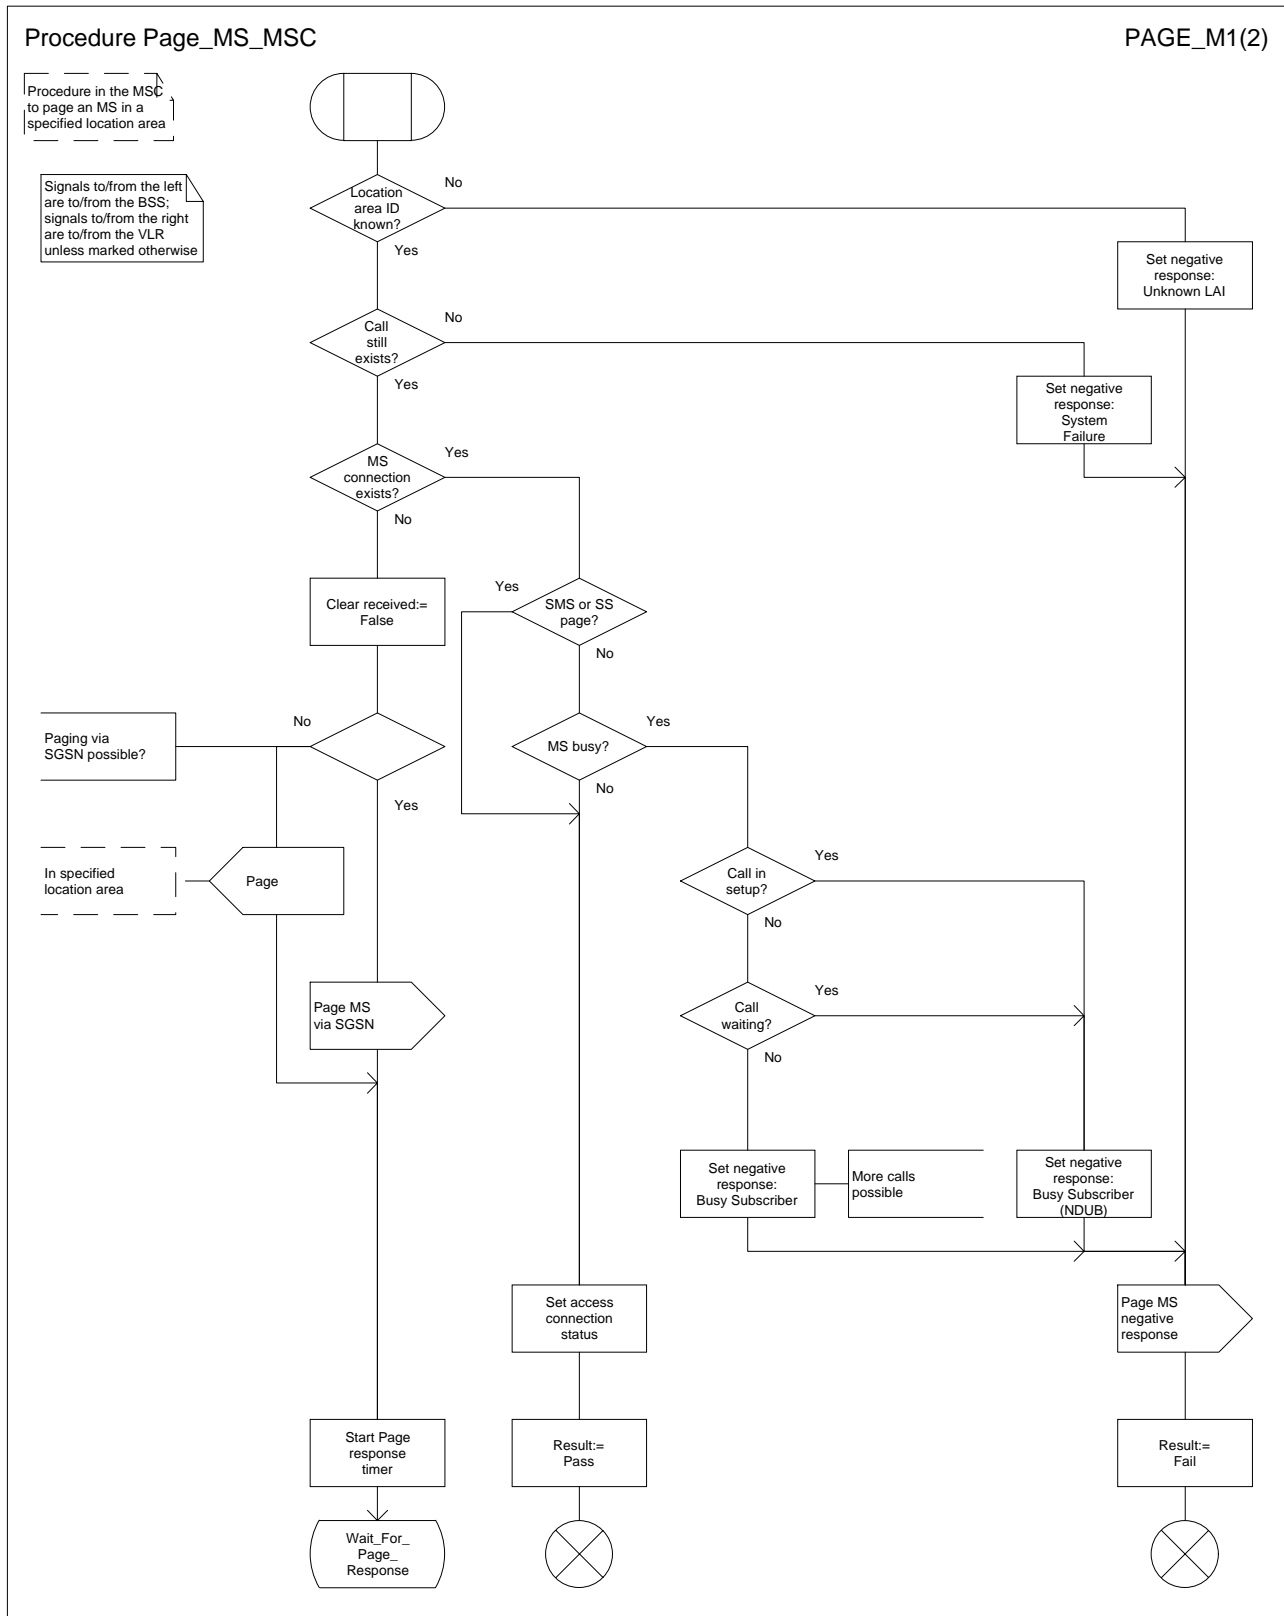 Procedure Page_MS_MSC
PAGE_M1(2)
Procedure in the MSC
to page an MS in a
specified location area
Signals to/from the left
are to/from the BSS;
signals to/from the right
are to/from the VLR
unless marked otherwise
Location
area ID
known?
No
Yes
Set negative
response:
Unknown LAI
Call
still
exists?
No
Yes
Set negative
response:
System
Failure
MS
connection
exists?
Yes
No
Clear received:=
False
Yes
SMS or SS
page?
No
Paging via
SGSN possible?
No
Yes
MS busy?
Yes
No
In specified
location area
Page
Call in
setup?
Yes
No
Page MS
via SGSN
Call
waiting?
Yes
No
Set negative
response:
Busy Subscriber
More calls
possible
Set negative
response:
Busy Subscriber
(NDUB)
Set access
connection
status
Page MS
negative
response
Start Page
response
timer
Result:=
Pass
Result:=
Fail
Wait_For_
Page_
Response